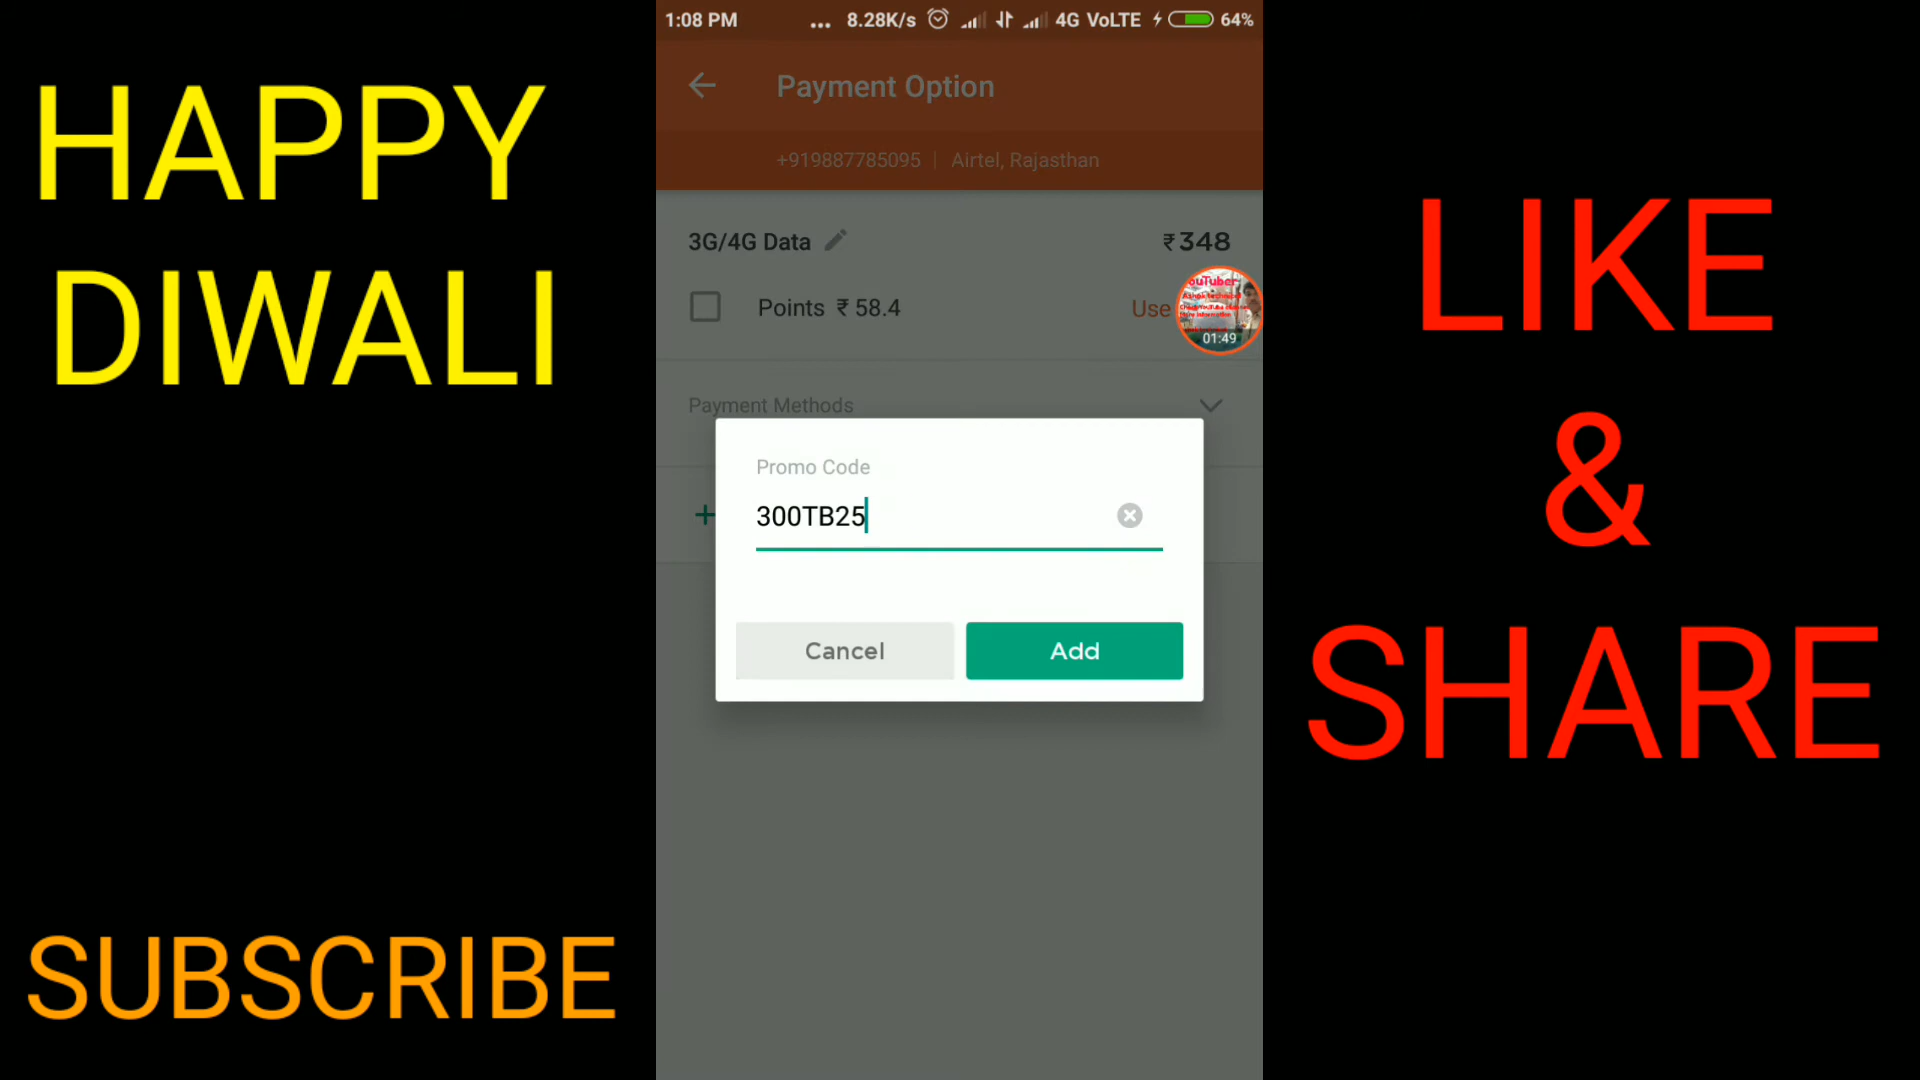 HAPPY
DIWALI
SUBSCRIBE
1:08 PM ... 8.28K/s 4G VoLTE 64%
Payment Option
+919887785095 | Airtel, Rajasthan
3G/4G Data ₹348
Points ₹ 58.4 Use
ouTuber
01:49
Payment Methods
Promo Code
300TB25
Cancel Add
LIKE
&
SHARE